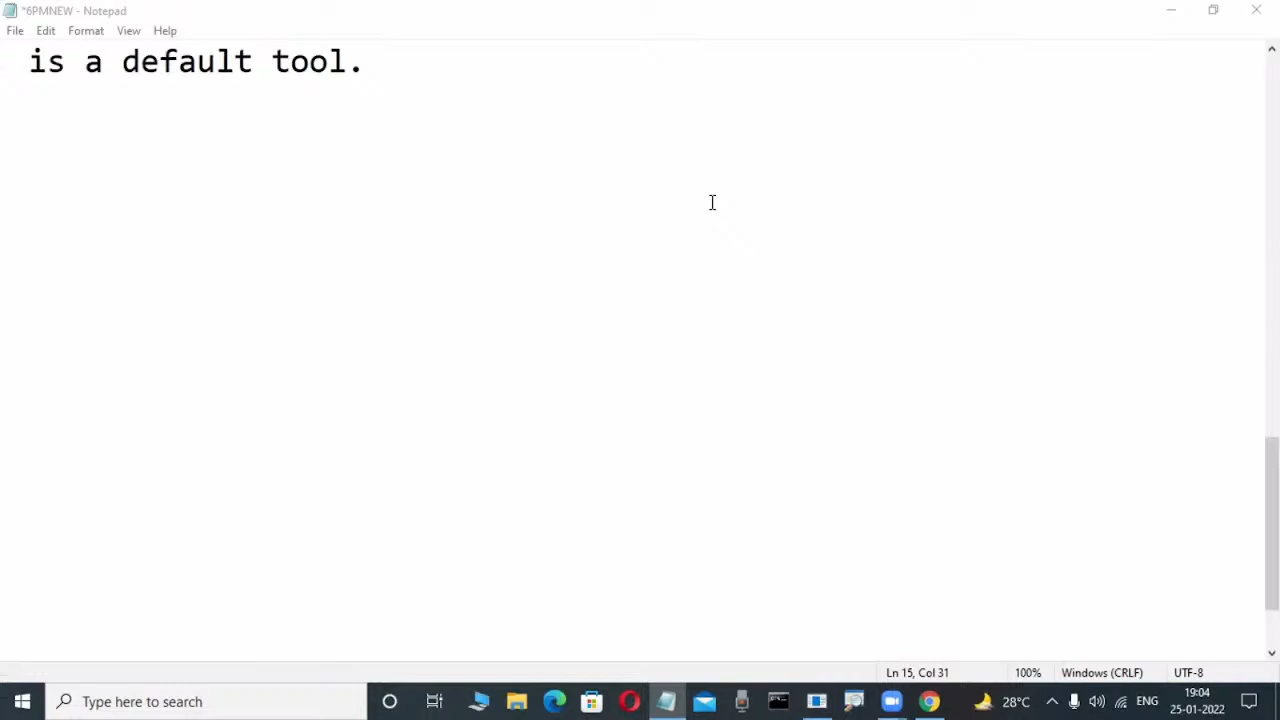 *6PMNEW - Notepad
File Edit Format View Help
is a default tool.
Ln 15, Col 31 100% Windows (CRLF) UTF-8
Type here to search 28°C ENG 19:04
25-01-2022